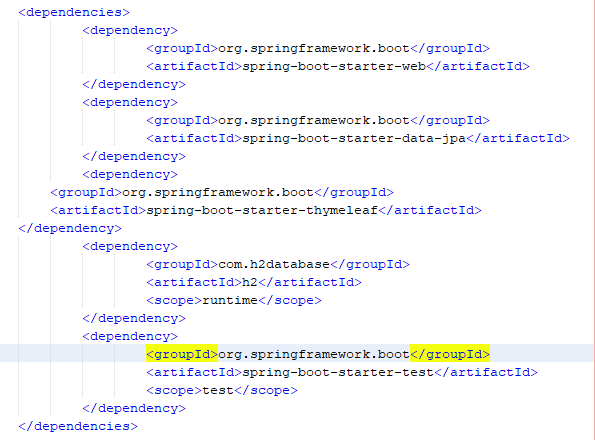 <dependencies>
<dependency>
<groupId>org.springframework.boot</groupId>
<artifactId>spring-boot-starter-web</artifactId>
</dependency>
<dependency>
<groupId>org.springframework.boot</groupId>
<artifactId>spring-boot-starter-data-jpa</artifactId>
</dependency>
<dependency>
<groupId>org.springframework.boot</groupId>
<artifactId>spring-boot-starter-thymeleaf</artifactId>
</dependency>
<dependency>
<groupId>com.h2database</groupId>
<artifactId>h2</artifactId>
<scope>runtime</scope>
</dependency>
<dependency>
<groupId>org.springframework.boot</groupId>
<artifactId>spring-boot-starter-test</artifactId>
<scope>test</scope>
</dependency>
</dependencies>